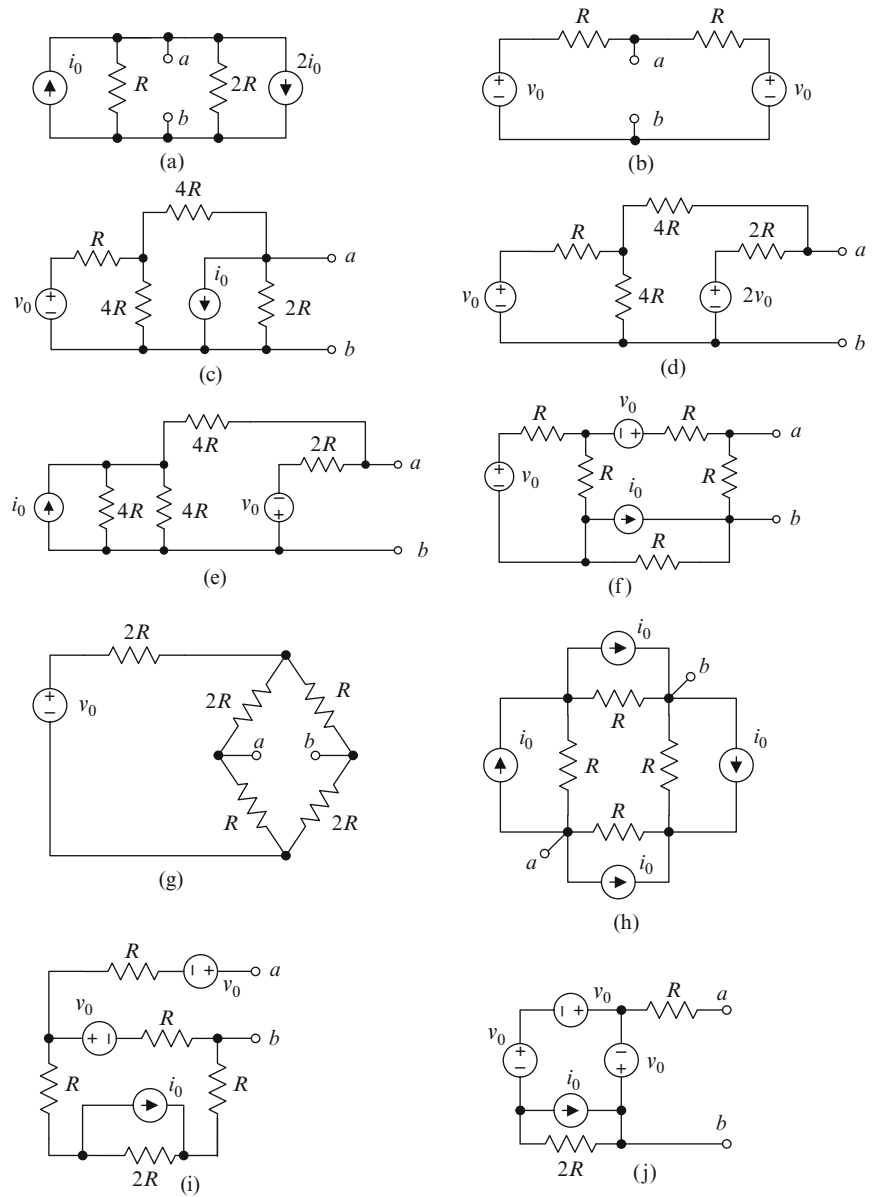 i₀ R a 2R 2i₀
b
(a)
R R
v₀ a v₀
b
(b)
4R
R i₀ a
v₀ 4R 2R
b
(c)
R 4R 2R a
v₀ 4R 2v₀
b
(d)
4R 2R a
i₀ 4R 4R v₀
b
(e)
R v₀ R a
v₀ R i₀ R b
R
(f)
2R
v₀ 2R R
a b
R 2R
(g)
i₀
b
R
i₀ R R i₀
R
a i₀
(h)
R v₀ a
v₀ R b
R i₀ R
2R
(i)
v₀ R a
v₀ v₀
i₀
b
2R
(j)